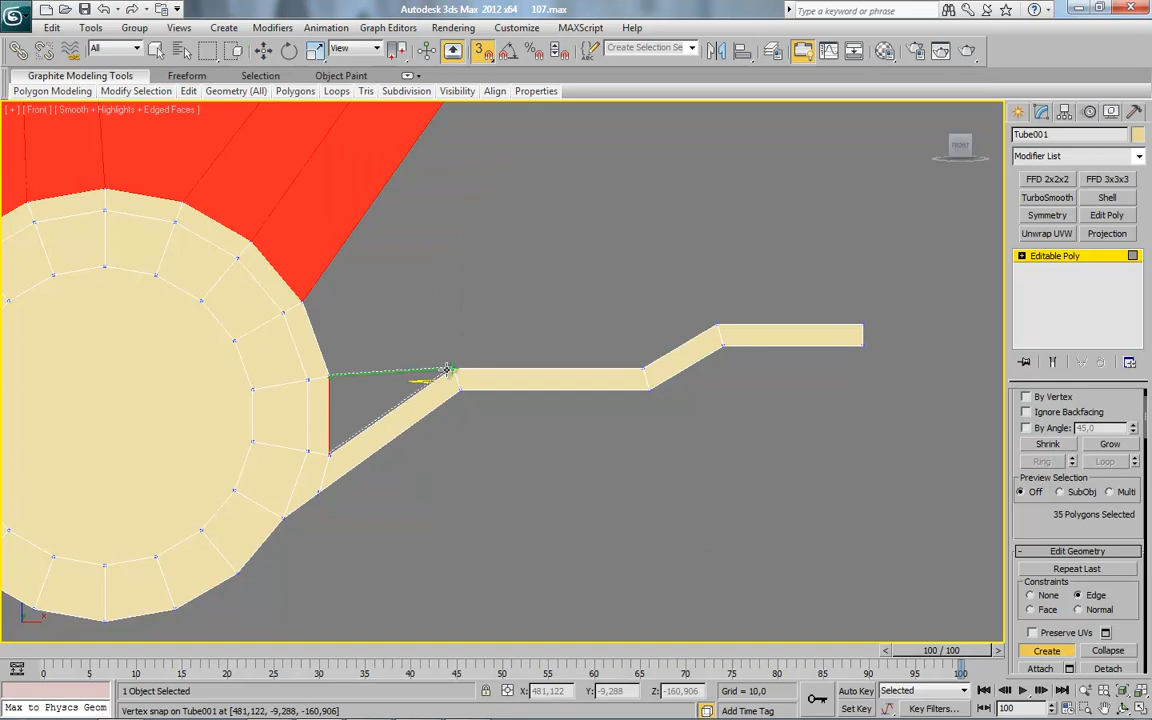 Autodesk 3ds Max 2012 x64 107.max
Type a keyword or phrase
Edit Tools Group Views Create Modifiers Animation Graph Editors Rendering Customize MAXScript Help
All View 3 Create Selection Se
Graphite Modeling Tools Freeform Selection Object Paint
Polygon Modeling Modify Selection Edit Geometry (All) Polygons Loops Tris Subdivision Visibility Align Properties
[ + ] [ Front ] [ Smooth + Highlights + Edged Faces ]
FRONT
Tube001
Modifier List
FFD 2x2x2 FFD 3x3x3
TurboSmooth Shell
Symmetry Edit Poly
Unwrap UVW Projection
Editable Poly
By Vertex
Ignore Backfacing
By Angle: 45,0
Shrink Grow
Ring Loop
Preview Selection
Off SubObj Multi
35 Polygons Selected
- Edit Geometry
Repeat Last
Constraints
None Edge
Face Normal
Preserve UVs
Create Collapse
Attach Detach
100 / 100
0 5 10 15 20 25 30 35 40 45 50 55 60 65 70 75 80 85 90 95 100
1 Object Selected X: 481,122 Y: -9,288 Z: -160,906 Grid = 10,0 Auto Key Selected
Max to Physcs Geom Vertex snap on Tube001 at [481,122, -9,288, -160,906] Add Time Tag Set Key Key Filters... 100